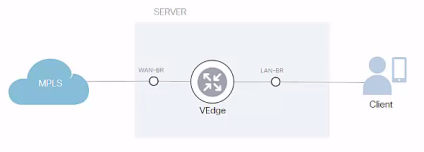 SERVER
MPLS
WAN-BR
LAN-BR
VEdge
Client